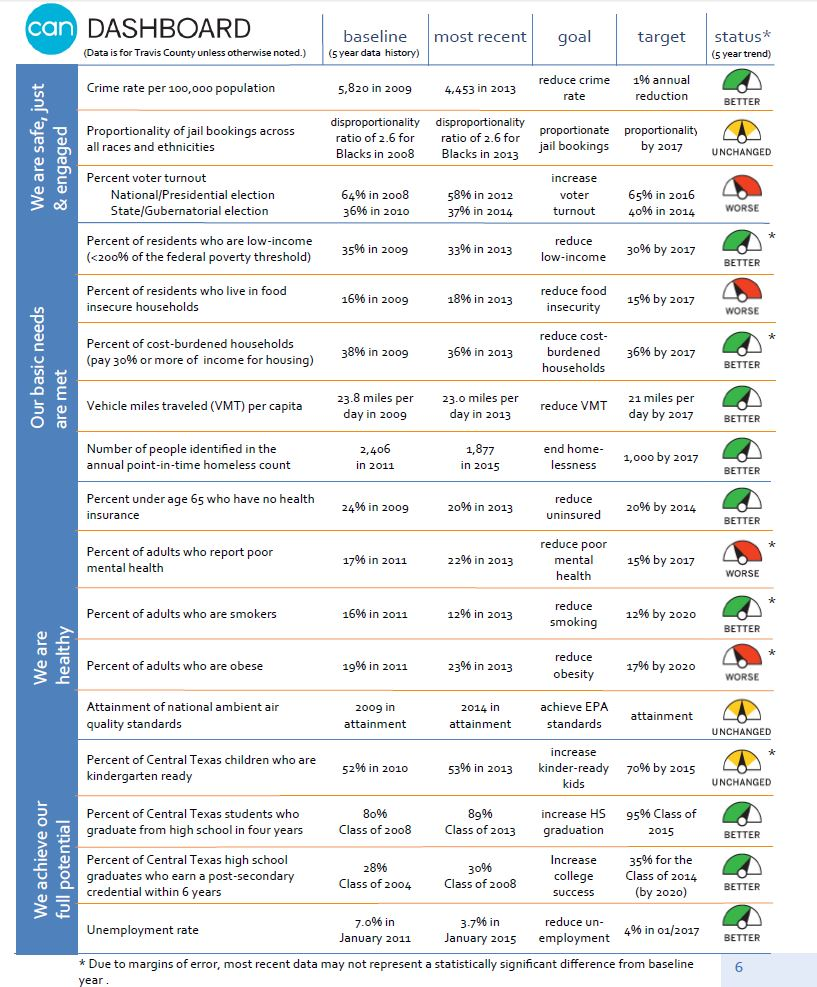 can DASHBOARD
(Data is for Travis County unless otherwise noted.)
baseline
(5 year data history)
most recent
goal
target
status*
(5 year trend)
We are safe, just
& engaged
Crime rate per 100,000 population
5,820 in 2009
4,453 in 2013
reduce crime
rate
1% annual
reduction
BETTER
Proportionality of jail bookings across
all races and ethnicities
disproportionality
ratio of 2.6 for
Blacks in 2008
disproportionality
ratio of 2.6 for
Blacks in 2013
proportionate
jail bookings
proportionality
by 2017
UNCHANGED
Percent voter turnout
National/Presidential election
State/Gubernatorial election
64% in 2008
36% in 2010
58% in 2012
37% in 2014
increase
voter
turnout
65% in 2016
40% in 2014
WORSE
Our basic needs
are met
Percent of residents who are low-income
(<200% of the federal poverty threshold)
35% in 2009
33% in 2013
reduce
low-income
30% by 2017
*
BETTER
Percent of residents who live in food
insecure households
16% in 2009
18% in 2013
reduce food
insecurity
15% by 2017
WORSE
Percent of cost-burdened households
(pay 30% or more of income for housing)
38% in 2009
36% in 2013
reduce cost-
burdened
households
36% by 2017
*
BETTER
Vehicle miles traveled (VMT) per capita
23.8 miles per
day in 2009
23.0 miles per
day in 2013
reduce VMT
21 miles per
day by 2017
BETTER
Number of people identified in the
annual point-in-time homeless count
2,406
in 2011
1,877
in 2015
end home-
lessness
1,000 by 2017
BETTER
We are
healthy
Percent under age 65 who have no health
insurance
24% in 2009
20% in 2013
reduce
uninsured
20% by 2014
BETTER
Percent of adults who report poor
mental health
17% in 2011
22% in 2013
reduce poor
mental
health
15% by 2017
*
WORSE
Percent of adults who are smokers
16% in 2011
12% in 2013
reduce
smoking
12% by 2020
*
BETTER
Percent of adults who are obese
19% in 2011
23% in 2013
reduce
obesity
17% by 2020
*
WORSE
Attainment of national ambient air
quality standards
2009 in
attainment
2014 in
attainment
achieve EPA
standards
attainment
UNCHANGED
We achieve our
full potential
Percent of Central Texas children who are
kindergarten ready
52% in 2010
53% in 2013
increase
kinder-ready
kids
70% by 2015
*
UNCHANGED
Percent of Central Texas students who
graduate from high school in four years
80%
Class of 2008
89%
Class of 2013
increase HS
graduation
95% Class of
2015
BETTER
Percent of Central Texas high school
graduates who earn a post-secondary
credential within 6 years
28%
Class of 2004
30%
Class of 2008
Increase
college
success
35% for the
Class of 2014
(by 2020)
BETTER
Unemployment rate
7.0% in
January 2011
3.7% in
January 2015
reduce un-
employment
4% in 01/2017
BETTER
* Due to margins of error, most recent data may not represent a statistically significant difference from baseline
year .
6